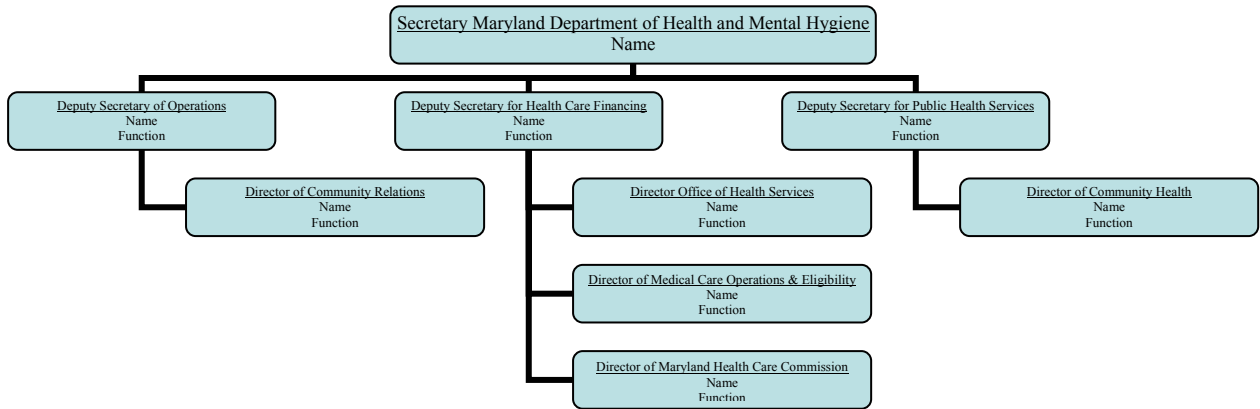 Secretary Maryland Department of Health and Mental Hygiene
Name
Deputy Secretary of Operations
Name
Function
Deputy Secretary for Health Care Financing
Name
Function
Deputy Secretary for Public Health Services
Name
Function
Director of Community Relations
Name
Function
Director Office of Health Services
Name
Function
Director of Community Health
Name
Function
Director of Medical Care Operations & Eligibility
Name
Function
Director of Maryland Health Care Commission
Name
Function